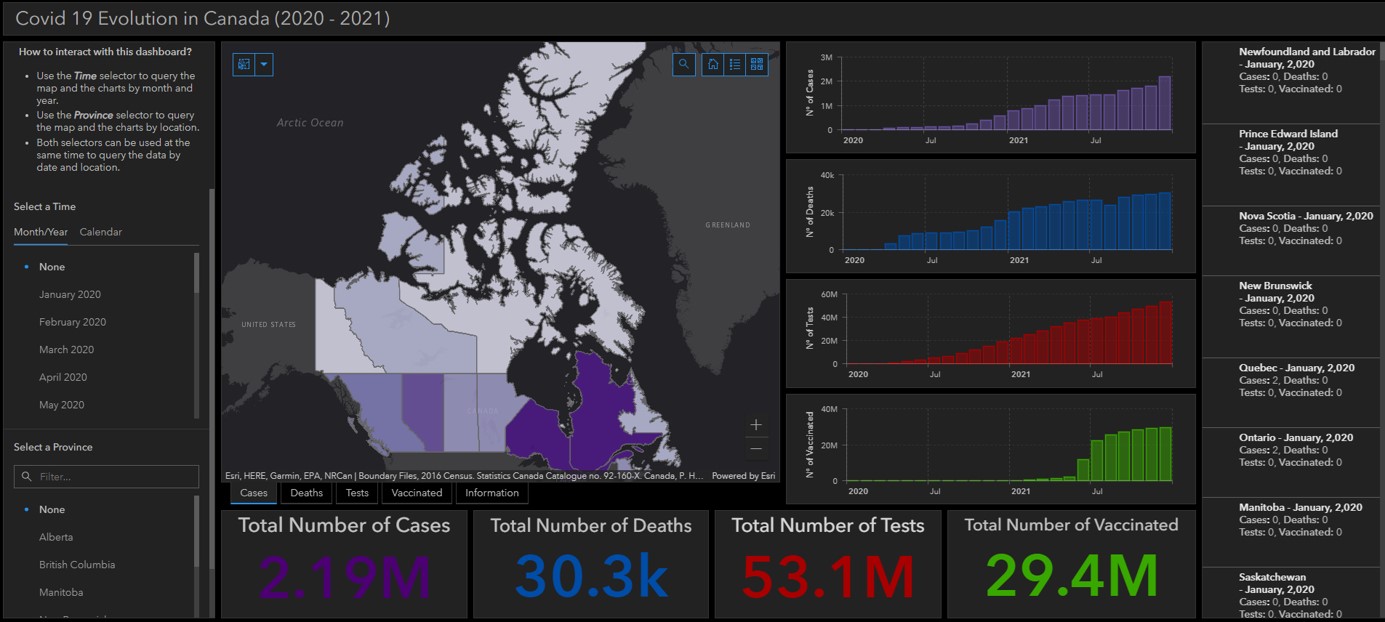 Covid 19 Evolution in Canada (2020 - 2021)
How to interact with this dashboard?
Use the Time selector to query the
map and the charts by month and
year.
Use the Province selector to query
the map and the charts by location.
Both selectors can be used at the
same time to query the data by
date and location.
Select a Time
Month/Year Calendar
None
January 2020
February 2020
March 2020
April 2020
May 2020
Select a Province
Filter...
None
Alberta
British Columbia
Manitoba
Arctic Ocean
GREENLAND
UNITED STATES
CANADA
Esri, HERE, Garmin, EPA, NRCan | Boundary Files, 2016 Census. Statistics Canada Catalogue no. 92-160-X. Canada, P. H... Powered by Esri
Cases Deaths Tests Vaccinated Information
Total Number of Cases
2.19M
Total Number of Deaths
30.3k
Total Number of Tests
53.1M
Total Number of Vaccinated
29.4M
N° of Cases
3M
2M
1M
0
2020 Jul 2021 Jul
N° of Deaths
40k
20k
0
2020 Jul 2021 Jul
N° of Tests
60M
40M
20M
0
2020 Jul 2021 Jul
N° of Vaccinated
40M
20M
0
2020 Jul 2021 Jul
Newfoundland and Labrador
- January, 2,020
Cases: 0, Deaths: 0
Tests: 0, Vaccinated: 0
Prince Edward Island
- January, 2,020
Cases: 0, Deaths: 0
Tests: 0, Vaccinated: 0
Nova Scotia - January, 2,020
Cases: 0, Deaths: 0
Tests: 0, Vaccinated: 0
New Brunswick
- January, 2,020
Cases: 0, Deaths: 0
Tests: 0, Vaccinated: 0
Quebec - January, 2,020
Cases: 2, Deaths: 0
Tests: 0, Vaccinated: 0
Ontario - January, 2,020
Cases: 2, Deaths: 0
Tests: 0, Vaccinated: 0
Manitoba - January, 2,020
Cases: 0, Deaths: 0
Tests: 0, Vaccinated: 0
Saskatchewan
- January, 2,020
Cases: 0, Deaths: 0
Tests: 0, Vaccinated: 0